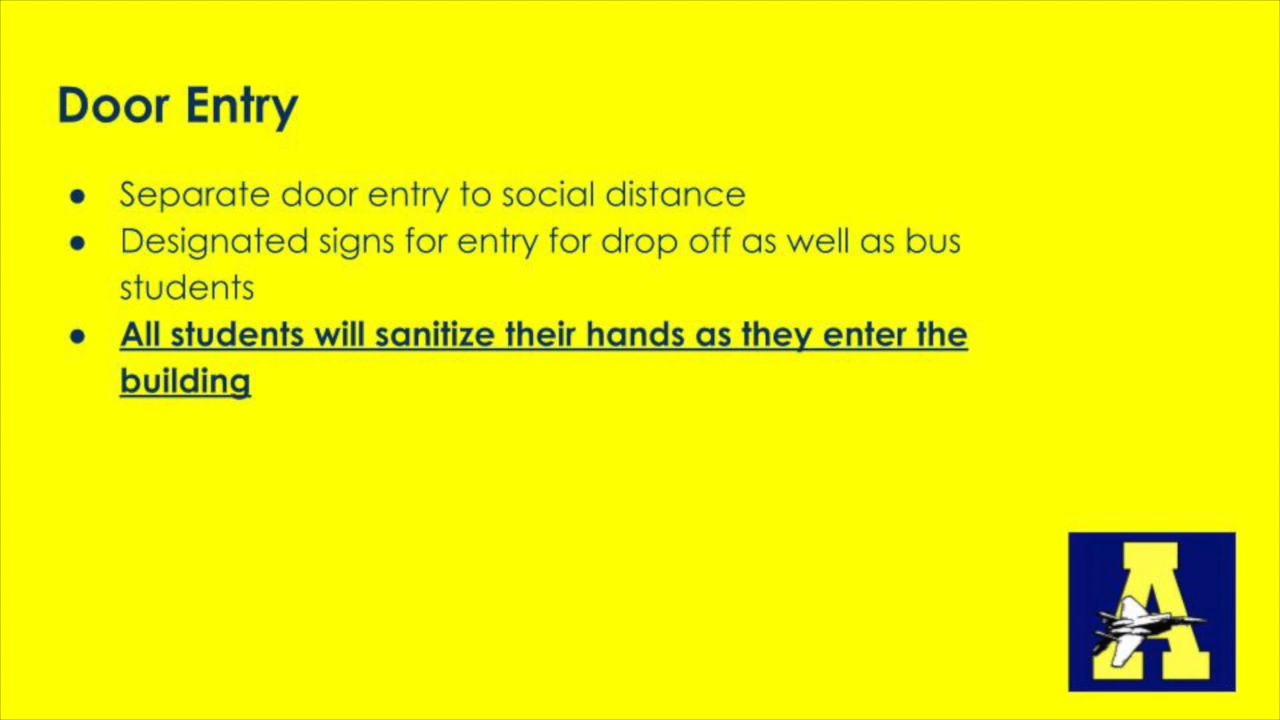 Door Entry
● Separate door entry to social distance
● Designated signs for entry for drop off as well as bus
students
● All students will sanitize their hands as they enter the
building
A